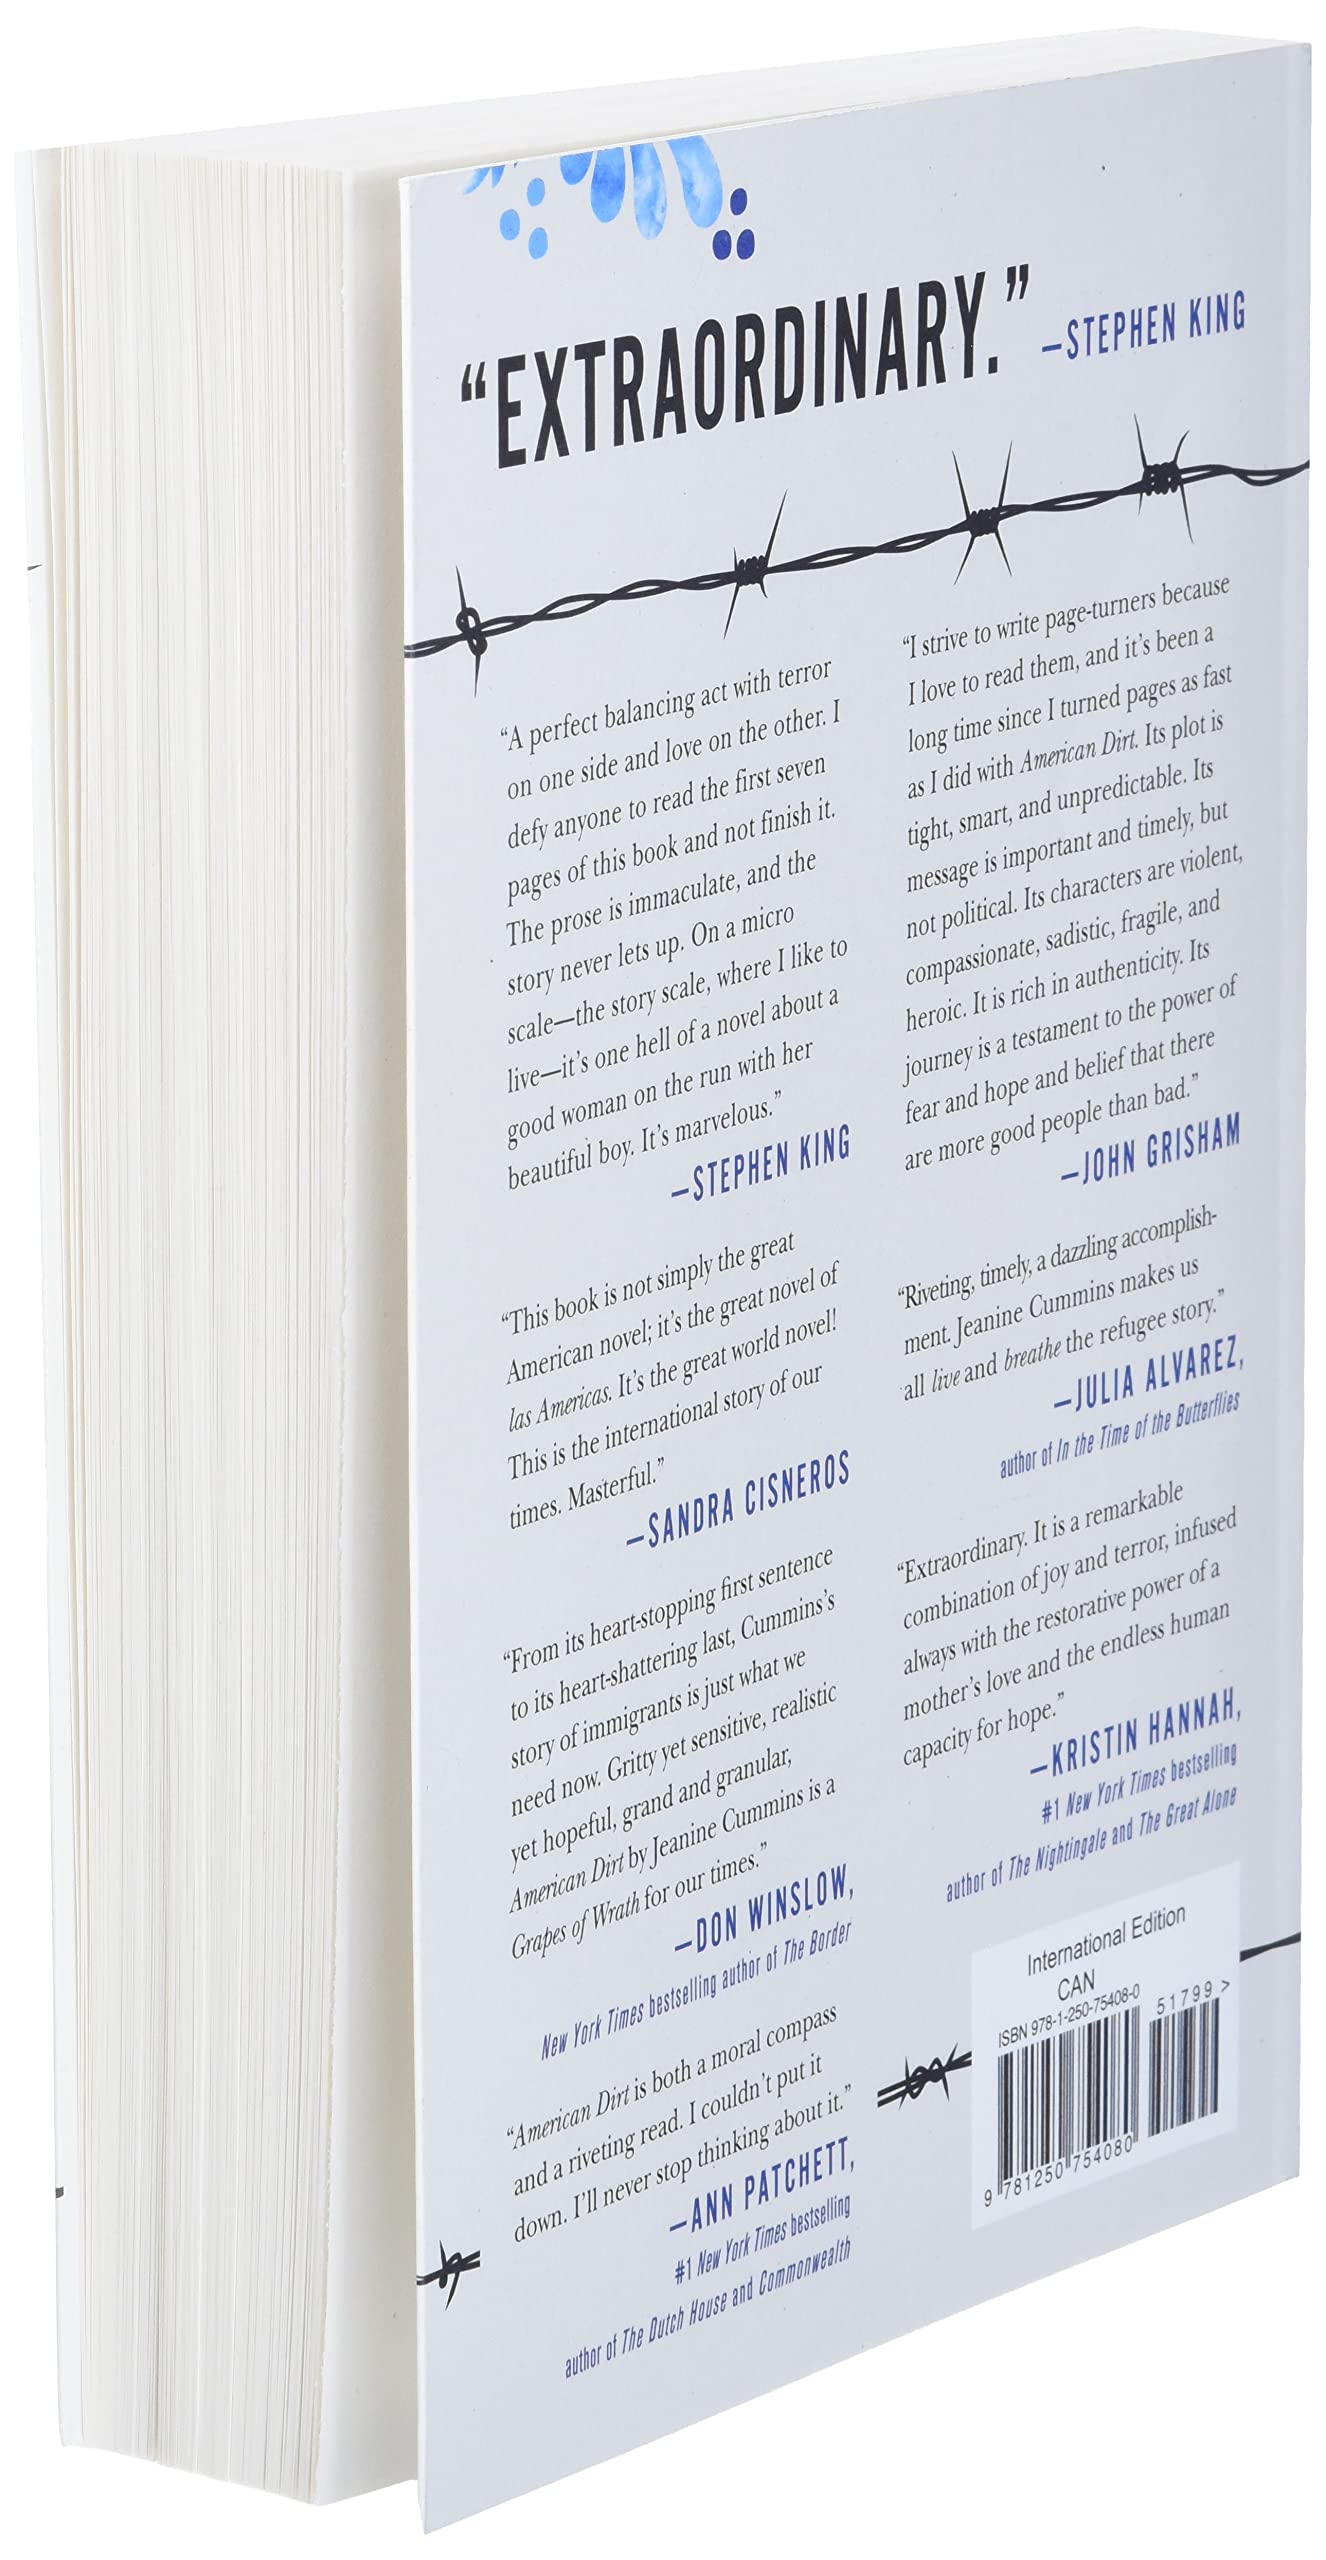 “EXTRAORDINARY.” —STEPHEN KING
“A perfect balancing act with terror
on one side and love on the other. I
defy anyone to read the first seven
pages of this book and not finish it.
The prose is immaculate, and the
story never lets up. On a micro
scale—the story scale, where I like to
live—it’s one hell of a novel about a
good woman on the run with her
beautiful boy. It’s marvelous.”
—STEPHEN KING
“This book is not simply the great
American novel; it’s the great novel of
las Americas. It’s the great world novel!
This is the international story of our
times. Masterful.”
—SANDRA CISNEROS
“From its heart-stopping first sentence
to its heart-shattering last, Cummins’s
story of immigrants is just what we
need now. Gritty yet sensitive, realistic
yet hopeful, grand and granular,
American Dirt by Jeanine Cummins is a
Grapes of Wrath for our times.”
—DON WINSLOW,
New York Times bestselling author of The Border
“American Dirt is both a moral compass
and a riveting read. I couldn’t put it
down. I’ll never stop thinking about it.”
—ANN PATCHETT,
#1 New York Times bestselling
author of The Dutch House and Commonwealth
“I strive to write page-turners because
I love to read them, and it’s been a
long time since I turned pages as fast
as I did with American Dirt. Its plot is
tight, smart, and unpredictable. Its
message is important and timely, but
not political. Its characters are violent,
compassionate, sadistic, fragile, and
heroic. It is rich in authenticity. Its
journey is a testament to the power of
fear and hope and belief that there
are more good people than bad.”
—JOHN GRISHAM
“Riveting, timely, a dazzling accomplish-
ment. Jeanine Cummins makes us
all live and breathe the refugee story.”
—JULIA ALVAREZ,
author of In the Time of the Butterflies
“Extraordinary. It is a remarkable
combination of joy and terror, infused
always with the restorative power of a
mother’s love and the endless human
capacity for hope.”
—KRISTIN HANNAH,
#1 New York Times bestselling
author of The Nightingale and The Great Alone
International Edition
CAN
ISBN 978-1-250-75408-0
51799 >
9 781250 754080